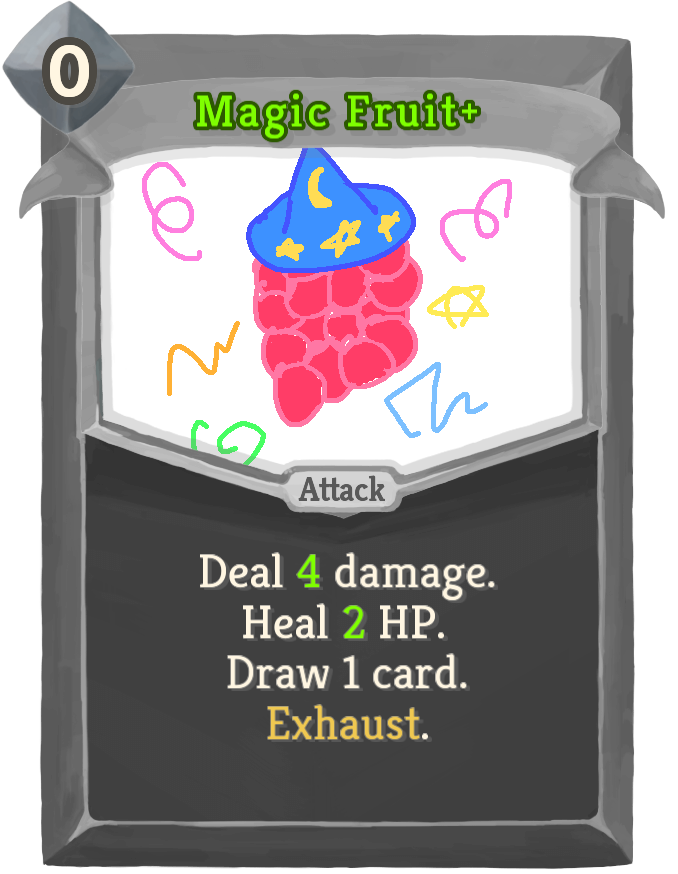 0
Magic Fruit+
Attack
Deal 4 damage.
Heal 2 HP.
Draw 1 card.
Exhaust.